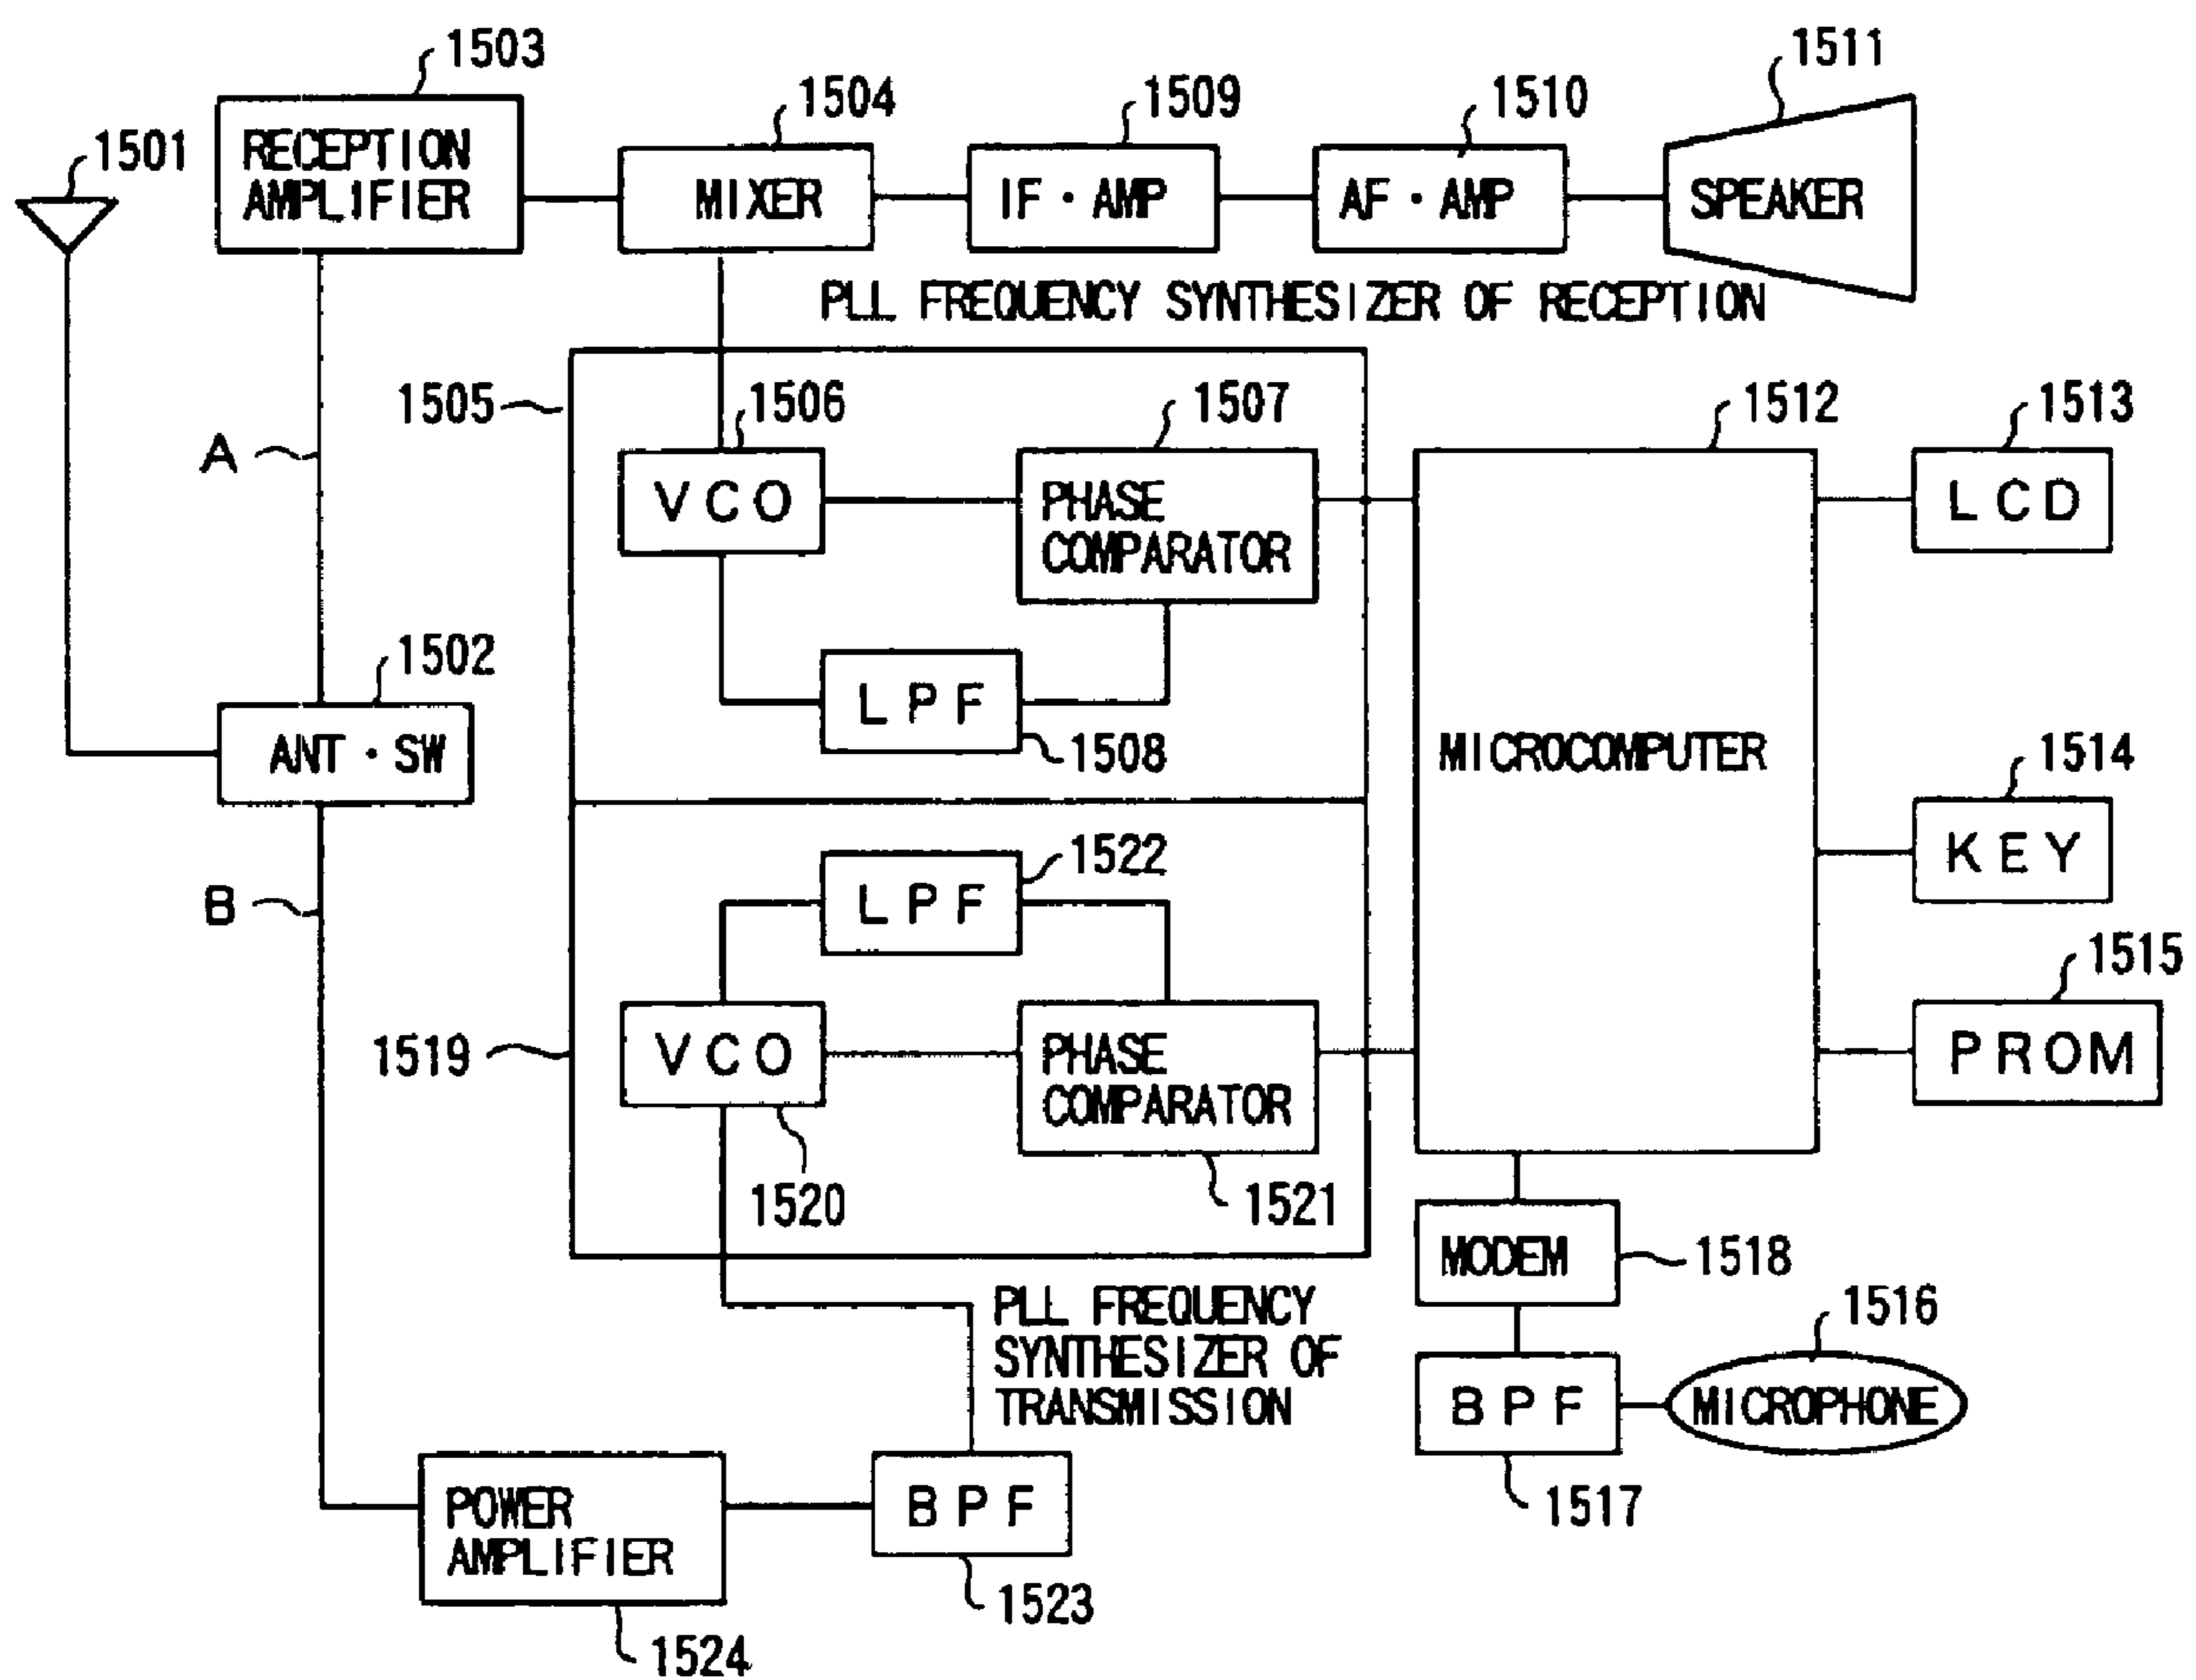 1503
1504
1509
1510
1511
1501
RECEPTION
AMPLIFIER
MIXER
IF・AMP
AF・AMP
SPEAKER
PLL FREQUENCY SYNTHESIZER OF RECEPTION
1505
1506
1507
1512
1513
A
VCO
PHASE
COMPARATOR
LCD
1502
LPF
1508
ANT・SW
MICROCOMPUTER
1514
KEY
1522
LPF
B
1515
1519
VCO
PHASE
COMPARATOR
PROM
1520
1521
MODEM
1518
PLL FREQUENCY
SYNTHESIZER OF
TRANSMISSION
1516
BPF
MICROPHONE
1517
POWER
AMPLIFIER
BPF
1523
1524